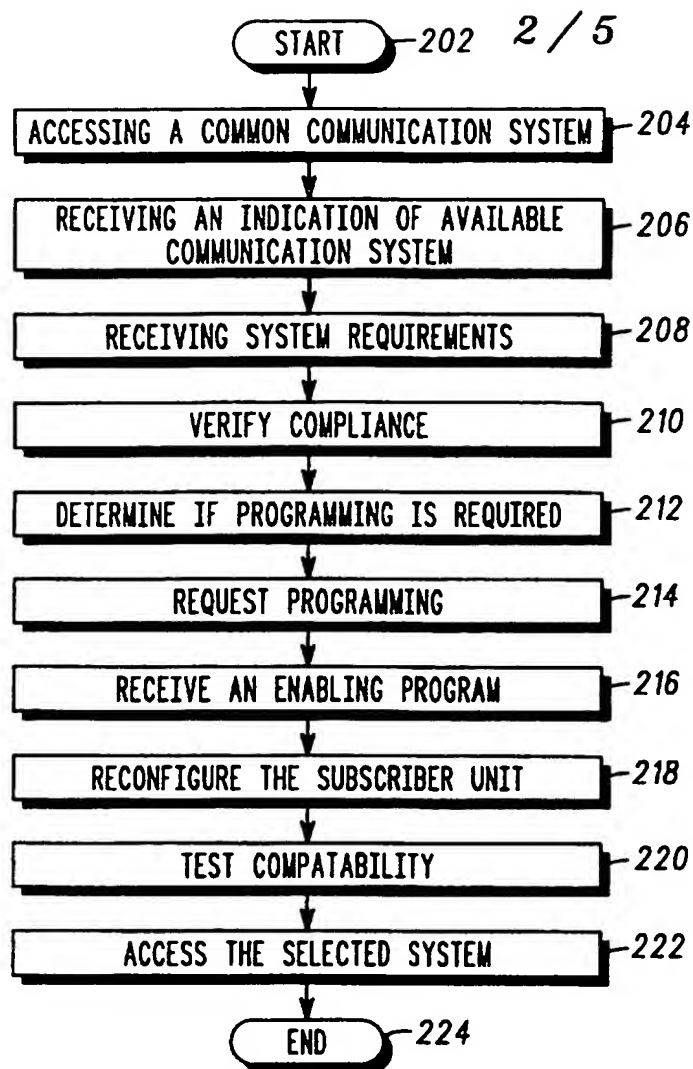 START 202 2/5
ACCESSING A COMMON COMMUNICATION SYSTEM 204
RECEIVING AN INDICATION OF AVAILABLE
COMMUNICATION SYSTEM 206
RECEIVING SYSTEM REQUIREMENTS 208
VERIFY COMPLIANCE 210
DETERMINE IF PROGRAMMING IS REQUIRED 212
REQUEST PROGRAMMING 214
RECEIVE AN ENABLING PROGRAM 216
RECONFIGURE THE SUBSCRIBER UNIT 218
TEST COMPATABILITY 220
ACCESS THE SELECTED SYSTEM 222
END 224